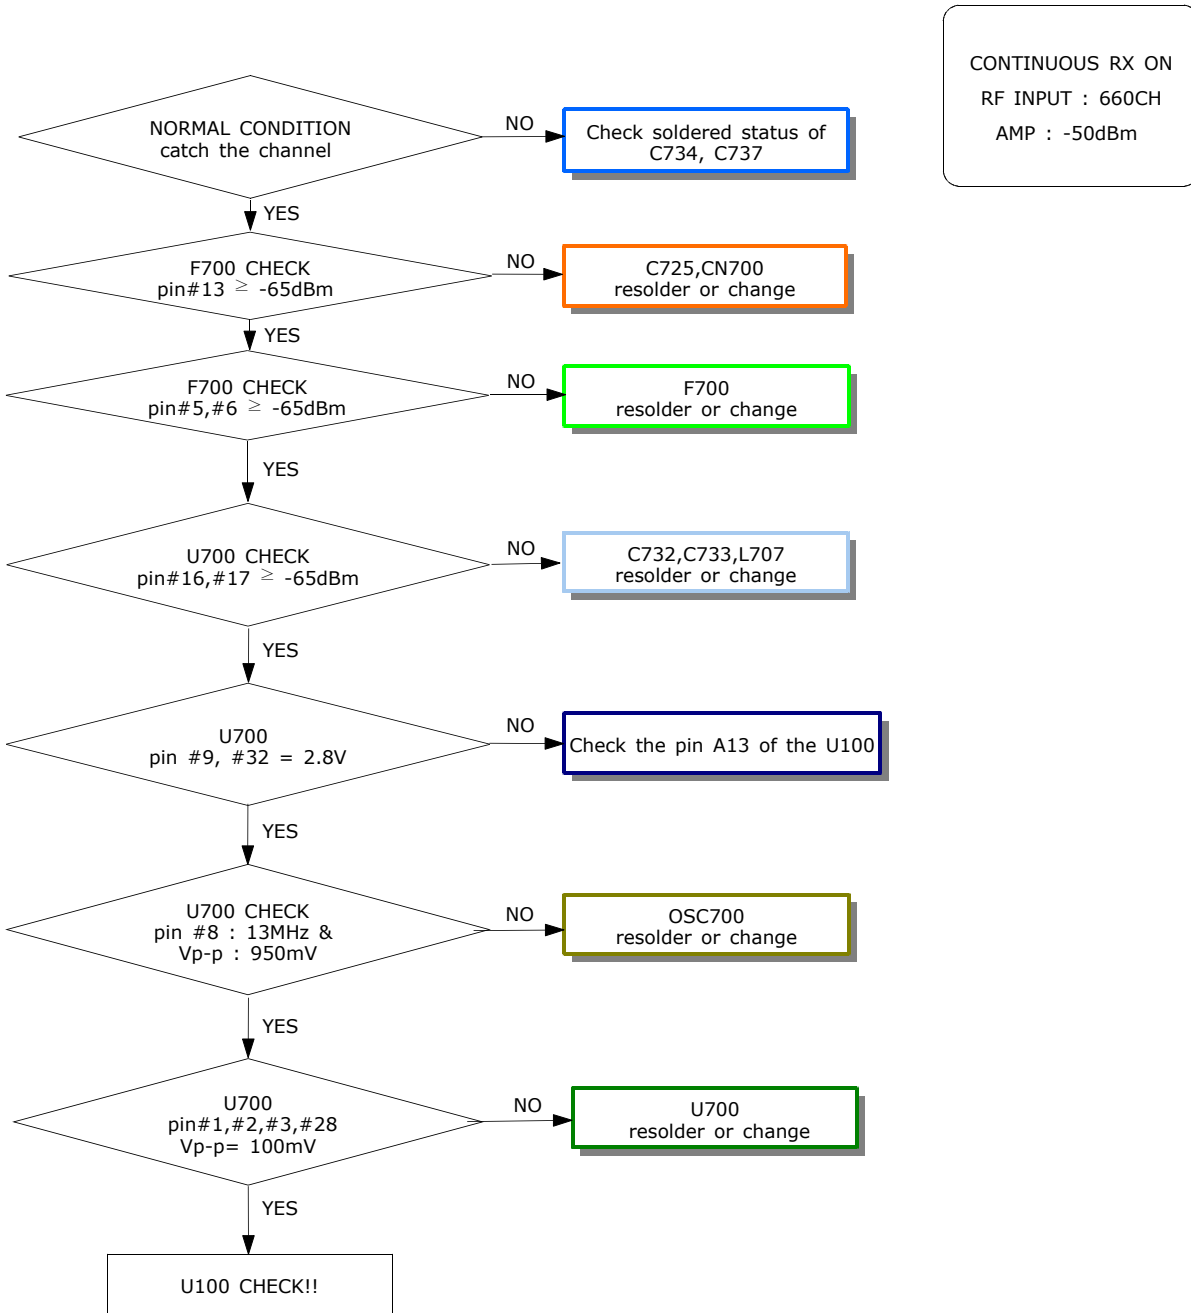 CONTINUOUS RX ON
RF INPUT : 660CH
AMP : -50dBm
NORMAL CONDITION
catch the channel
NO
Check soldered status of
C734, C737
YES
F700 CHECK
pin#13 ≥ -65dBm
NO
C725,CN700
resolder or change
YES
F700 CHECK
pin#5,#6 ≥ -65dBm
NO
F700
resolder or change
YES
U700 CHECK
pin#16,#17 ≥ -65dBm
NO
C732,C733,L707
resolder or change
YES
U700
pin #9, #32 = 2.8V
NO
Check the pin A13 of the U100
YES
U700 CHECK
pin #8 : 13MHz &
Vp-p : 950mV
NO
OSC700
resolder or change
YES
U700
pin#1,#2,#3,#28
Vp-p= 100mV
NO
U700
resolder or change
YES
U100 CHECK!!